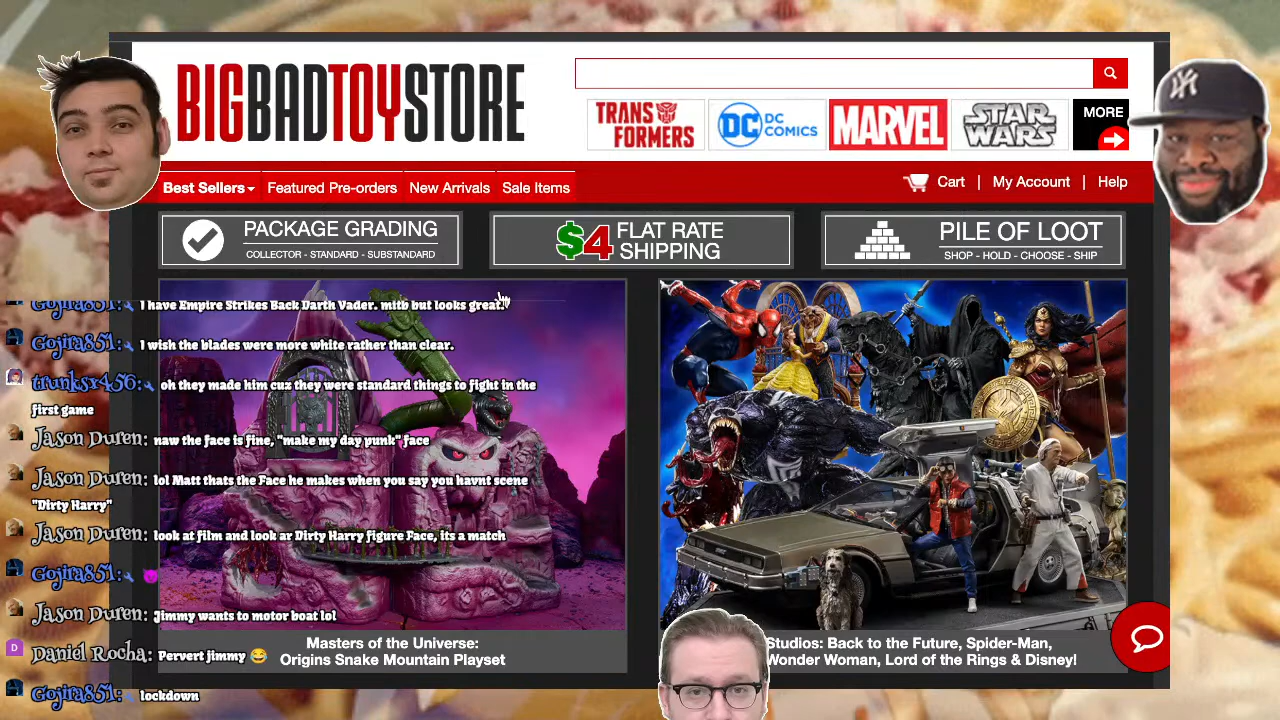 BIGBADTOYSTORE
TRANSFORMERS
DC DC COMICS
MARVEL
STAR WARS
MORE
Best Sellers
Featured Pre-orders
New Arrivals
Sale Items
Cart | My Account | Help
PACKAGE GRADING
COLLECTOR - STANDARD - SUBSTANDARD
$4 FLAT RATE
SHIPPING
PILE OF LOOT
SHOP - HOLD - CHOOSE - SHIP
Gojira851: I have Empire Strikes Back Darth Vader. mitb but looks great.
Gojira851: I wish the blades were more white rather than clear.
trunksx456: oh they made him cuz they were standard things to fight in the
first game
Jason Duren: naw the face is fine, "make my day punk" face
Jason Duren: lol Matt thats the Face he makes when you say you havnt scene
"Dirty Harry"
Jason Duren: look at film and look ar Dirty Harry figure Face, its a match
Gojira851: 😈
Jason Duren: Jimmy wants to motor boat lol
D Daniel Rocha: Pervert jimmy 😂
Gojira851: lockdown
Masters of the Universe:
Origins Snake Mountain Playset
Studios: Back to the Future, Spider-Man,
Wonder Woman, Lord of the Rings & Disney!